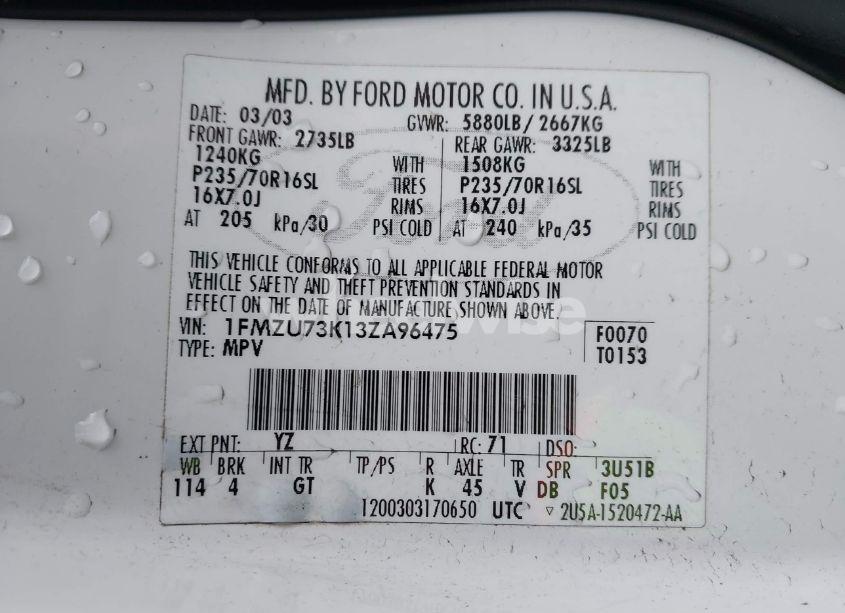 MFD. BY FORD MOTOR CO. IN U.S.A.
DATE: 03/03 GVWR: 5880LB/ 2667KG
FRONT GAWR: 2735LB REAR GAWR: 3325LB
1240KG WITH 1508KG WITH
P235/70R16SL TIRES P235/70R16SL TIRES
16X7.0J RIMS 16X7.0J RIMS
AT 205 kPa/30 PSI COLD AT 240 kPa/35 PSI COLD
THIS VEHICLE CONFORMS TO ALL APPLICABLE FEDERAL MOTOR
VEHICLE SAFETY AND THEFT PREVENTION STANDARDS IN
EFFECT ON THE DATE OF MANUFACTURE SHOWN ABOVE.
VIN: 1FMZU73K13ZA96475 F0070
TYPE: MPV T0153
EXT PNT: YZ RC: 71 DSO:
WB BRK INT TR TP/PS R AXLE TR SPR 3U51B
114 4 GT K 45 V DB F05
1200303170650 UTC ▿ 2U5A-1520472-AA